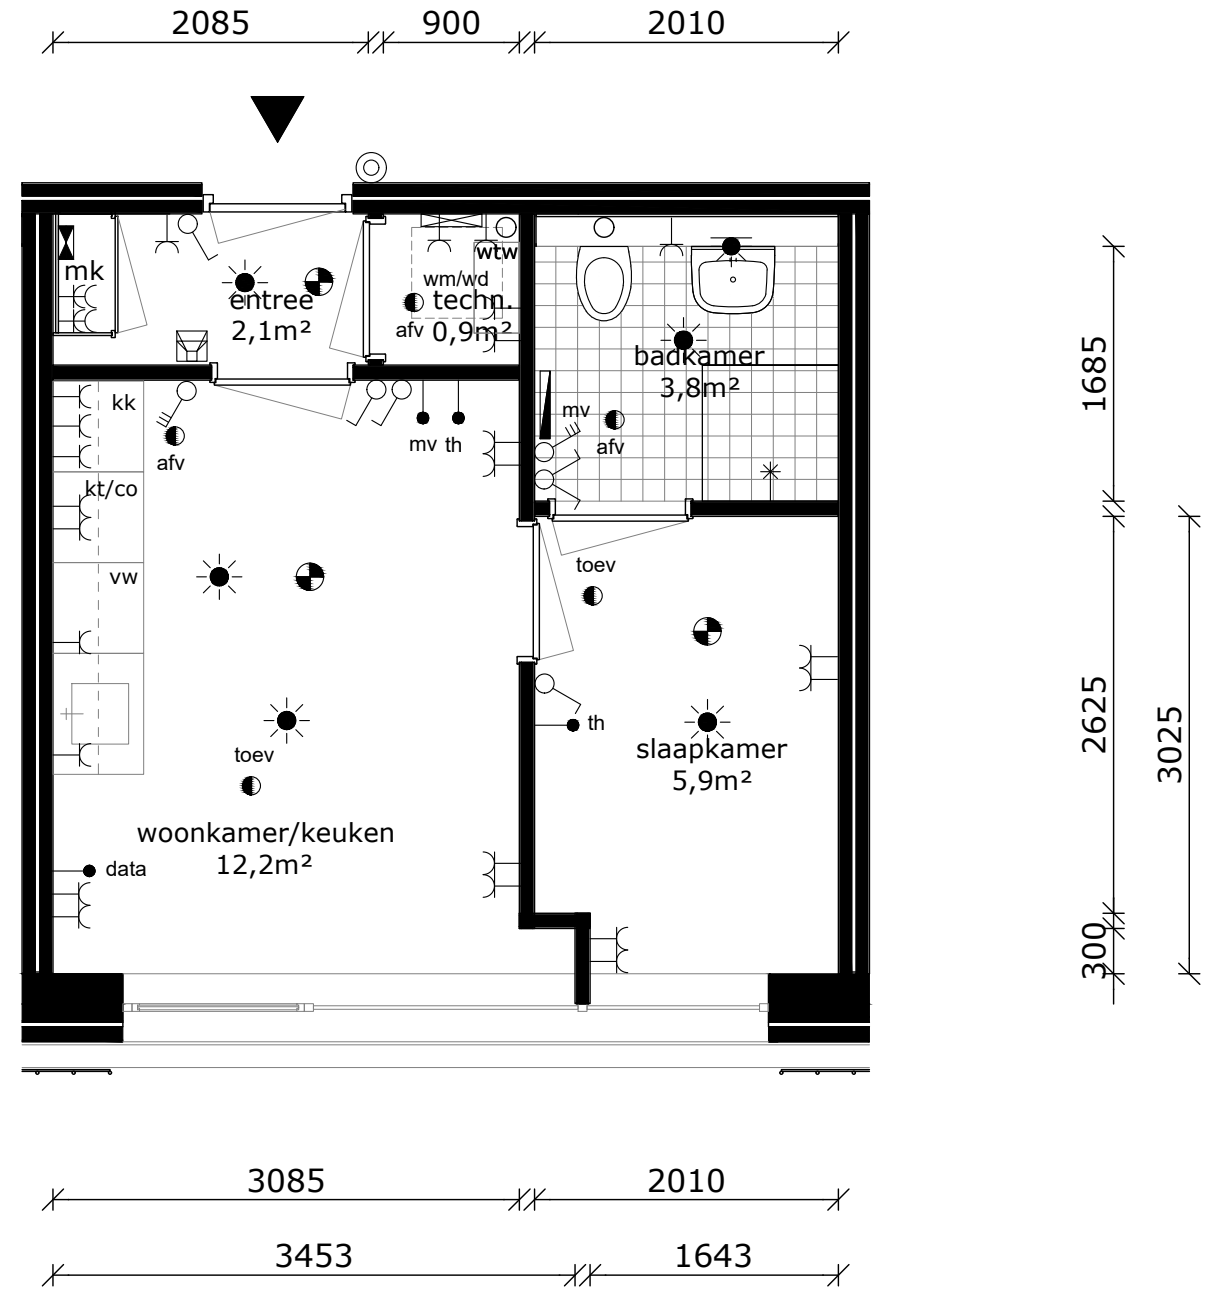 2085
900
2010
mk
entree
2,1m²
wtw
wm/wd
techn.
0,9m²
afv
badkamer
3,8m²
mv
afv
kk
afv
mv
th
kt/co
vw
toev
th
slaapkamer
5,9m²
toev
woonkamer/keuken
12,2m²
data
1685
2625
3025
300
3085
2010
3453
1643